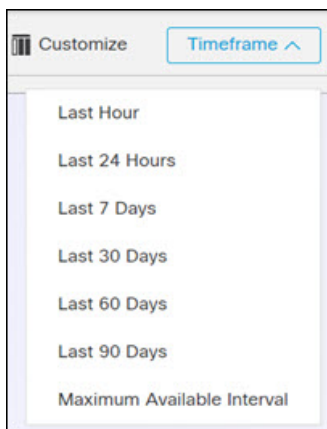 Customize Timeframe
Last Hour
Last 24 Hours
Last 7 Days
Last 30 Days
Last 60 Days
Last 90 Days
Maximum Available Interval